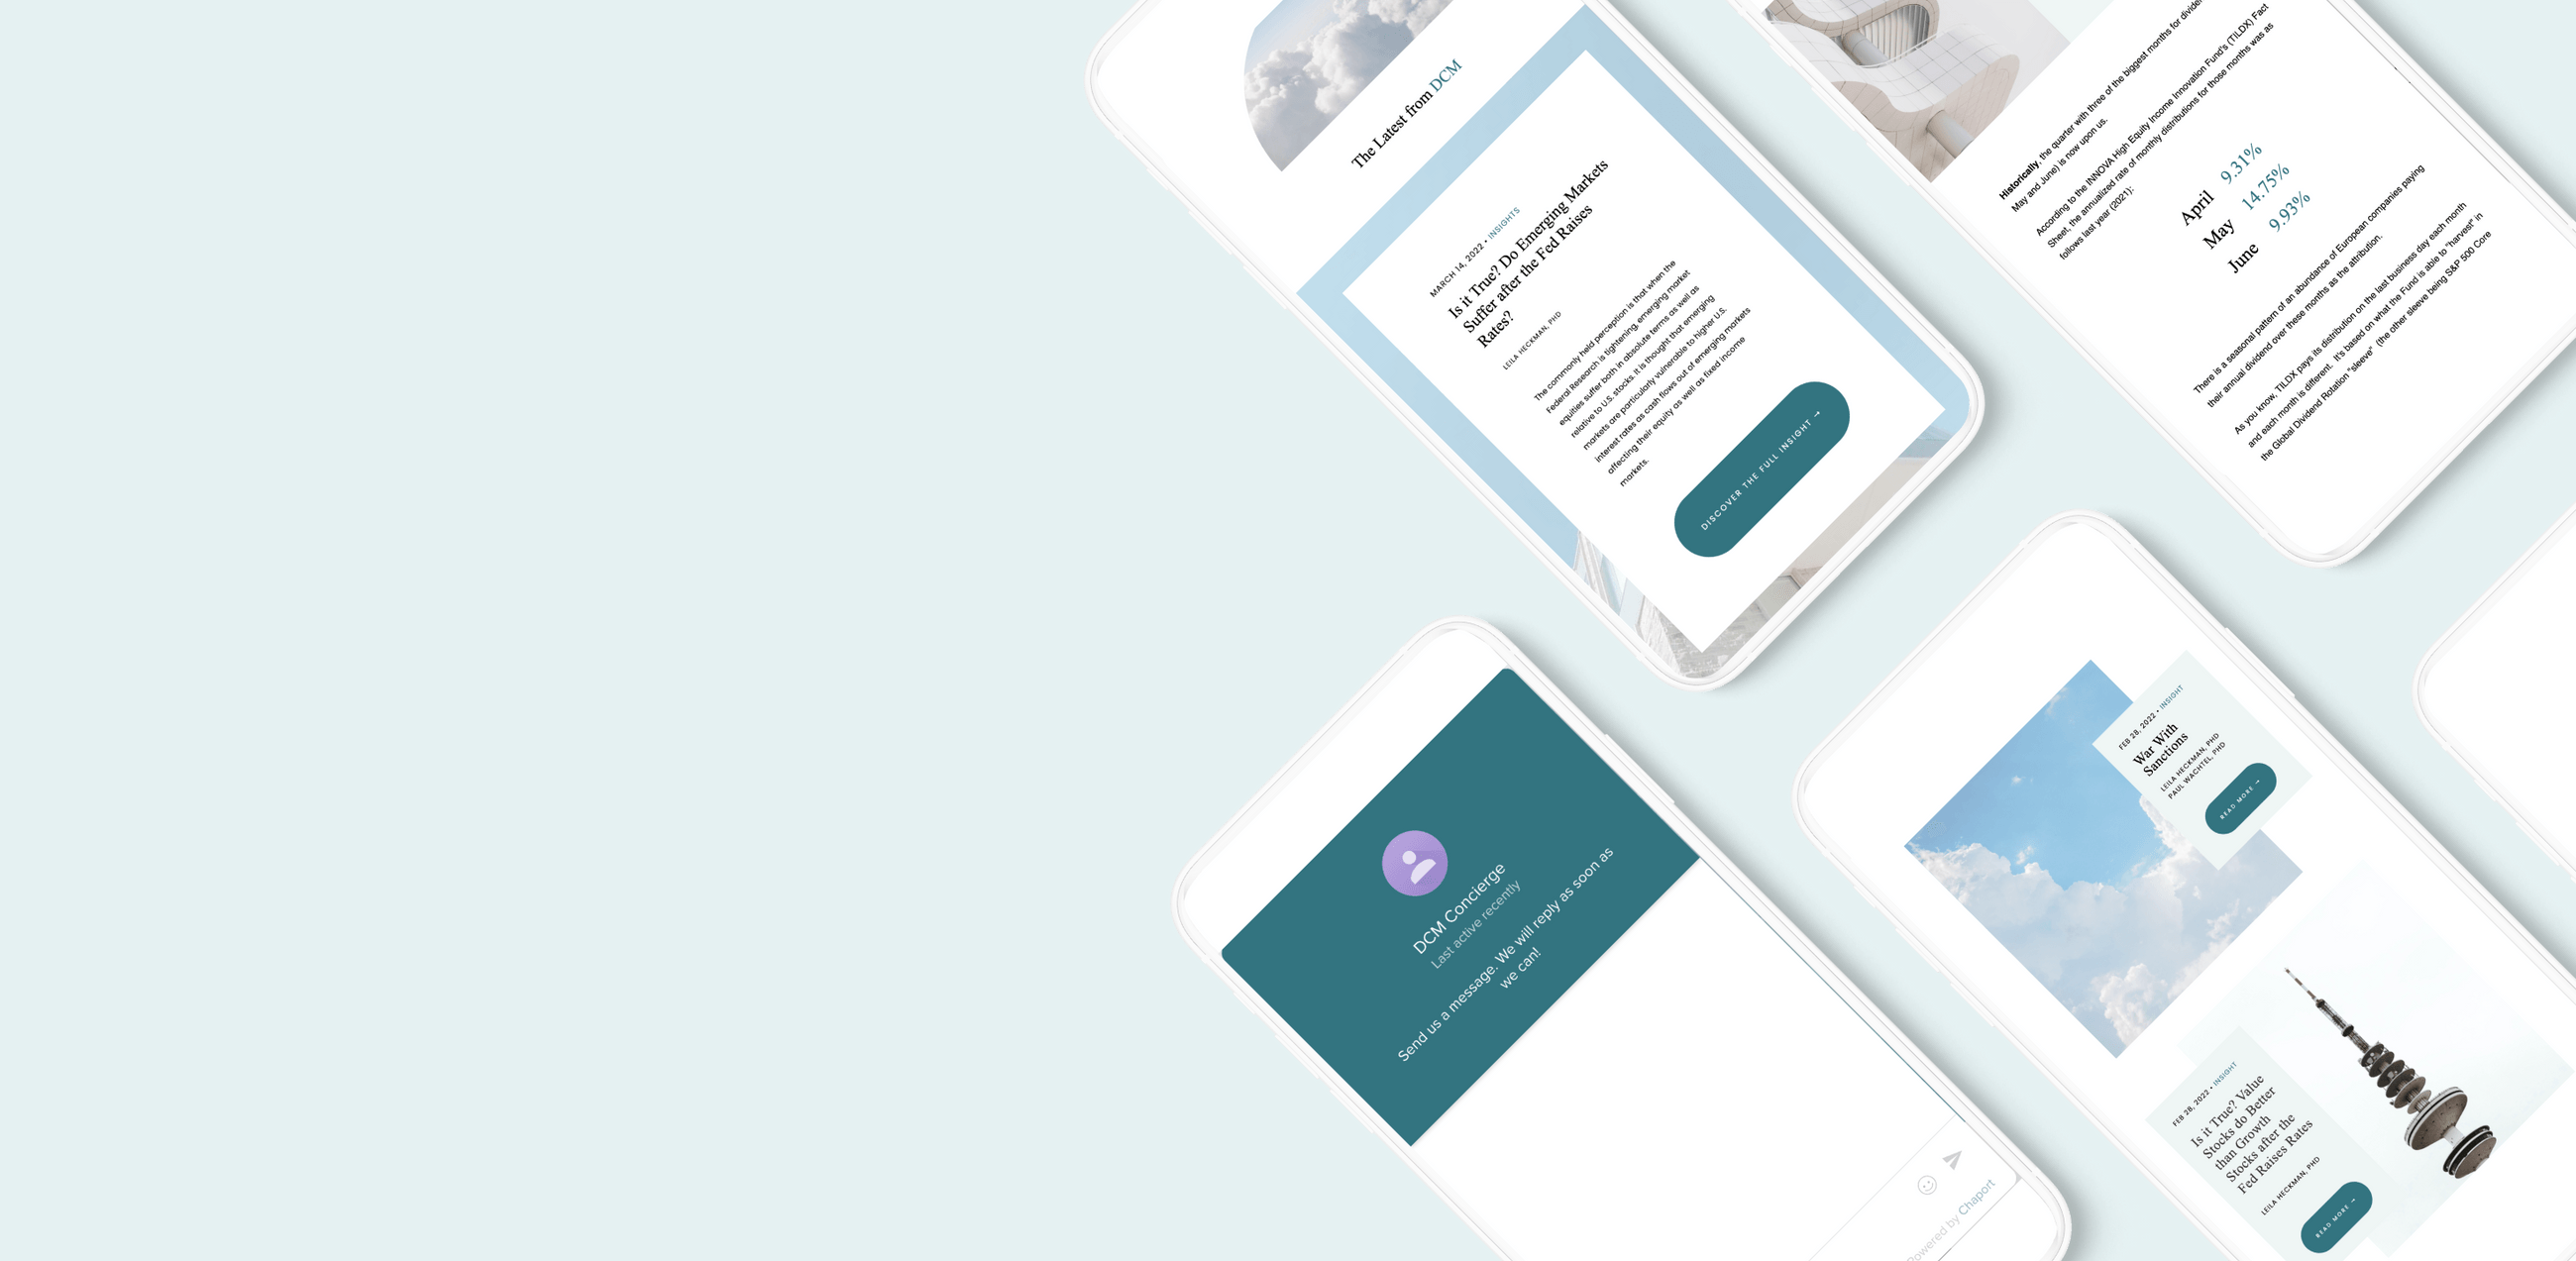 The Latest from DCM
MARCH 14, 2022 • INSIGHTS
Is it True? Do Emerging Markets
Suffer after the Fed Raises
Rates?
LEILA HECKMAN, PHD
The commonly held perception is that when the
Federal Research is tightening, emerging market
equities suffer both in absolute terms as well as
relative to U.S. stocks. It is thought that emerging
markets are particularly vulnerable to higher U.S.
interest rates as cash flows out of emerging markets
affecting their equity as well as fixed income
markets.
DISCOVER THE FULL INSIGHT →
Historically, the quarter with three of the biggest months for
May and June) is now upon us.
According to the INNOVA High Equity Income Innovation Fund's (TILDX) Fact
Sheet, the annualized rate of monthly distributions for those months was as
follows last year (2021):
April 9.31%
May 14.75%
June 9.93%
There is a seasonal pattern of an abundance of European companies paying
their annual dividend over these months as the attribution.
As you know, TILDX pays its distribution on the last business day each month
and each month is different. It's based on what the Fund is able to "harvest" in
the Global Dividend Rotation "sleeve" (the other sleeve being S&P 500 Core
DCM Concierge
Last active recently
Send us a message. We will reply as soon as
we can!
Powered by Chaport
FEB 28, 2022 • INSIGHT
War With
Sanctions
LEILA HECKMAN, PHD
PAUL WACHTEL, PHD
READ MORE →
FEB 28, 2022 • INSIGHT
Is it True? Value
Stocks do Better
than Growth
Stocks after the
Fed Raises Rates
LEILA HECKMAN, PHD
READ MORE →